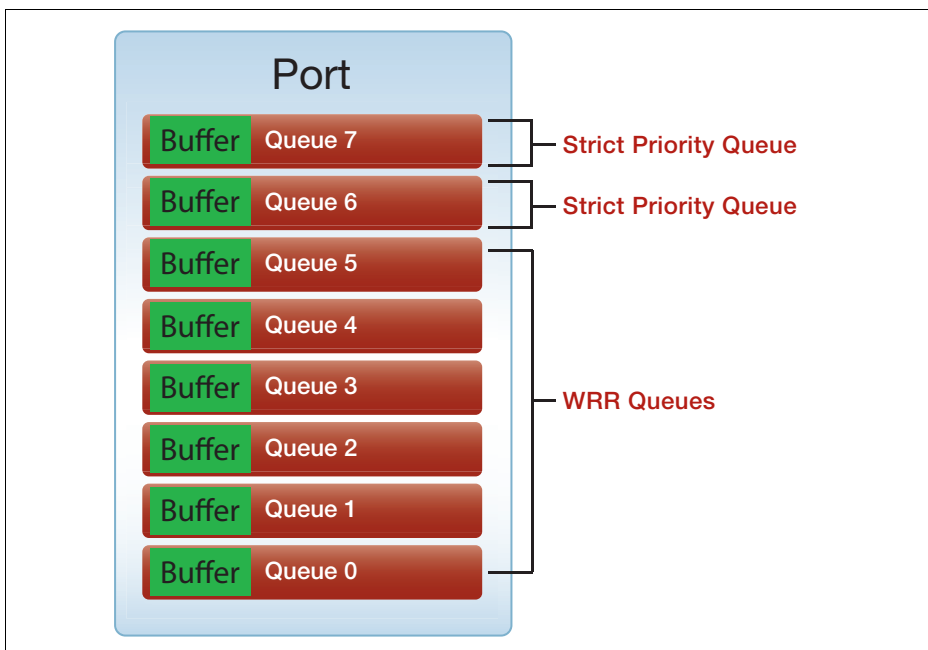 Port
Buffer Queue 7
Strict Priority Queue
Buffer Queue 6
Strict Priority Queue
Buffer Queue 5
Buffer Queue 4
Buffer Queue 3
WRR Queues
Buffer Queue 2
Buffer Queue 1
Buffer Queue 0